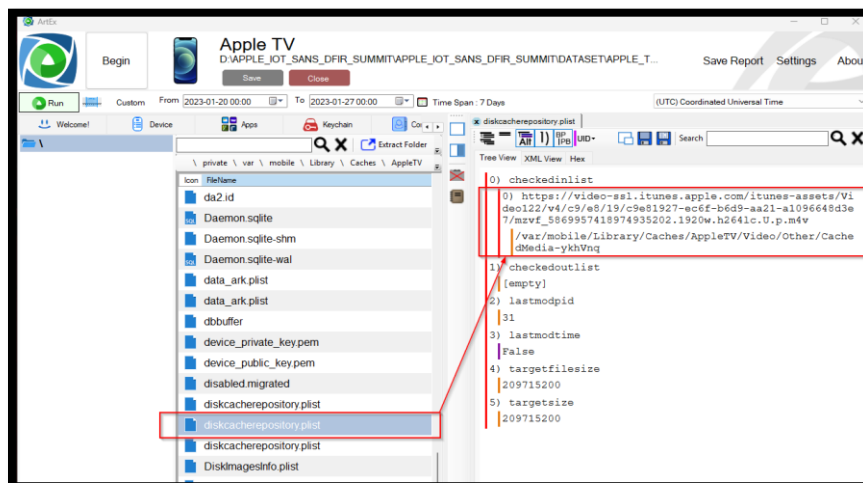 ArtEx
Begin
Apple TV
D:\APPLE_IOT_SANS_DFIR_SUMMIT\APPLE_IOT_SANS_DFIR_SUMMIT\DATASET\APPLE_T...
Save Close
Save Report Settings Abou
Run Custom From 2023-01-20 00:00 To 2023-01-27 00:00 Time Span : 7 Days (UTC) Coordinated Universal Time
Welcome! Device Apps Keychain Co
diskcacherepository.plist
\
Extract Folder
Alt 1) BP PB UID Search
\ private \ var \ mobile \ Library \ Caches \ AppleTV
Tree View XML View Hex
Icon FileName
da2.id
Daemon.sqlite
Daemon.sqlite-shm
Daemon.sqlite-wal
data_ark.plist
data_ark.plist
dbbuffer
device_private_key.pem
device_public_key.pem
disabled.migrated
diskcacherepository.plist
diskcacherepository.plist
diskcacherepository.plist
DiskImagesInfo.plist
0) checkedinlist
0) https://video-ssl.itunes.apple.com/itunes-assets/Vi
deo122/v4/c9/e8/19/c9e81927-ec6f-b6d9-aa21-a1096648d3e
7/mzvf_5869957418974935202.1920w.h264lc.U.p.m4v
/var/mobile/Library/Caches/AppleTV/Video/Other/Cache
dMedia-ykhVnq
1) checkedoutlist
[empty]
2) lastmodpid
31
3) lastmodtime
False
4) targetfilesize
209715200
5) targetsize
209715200